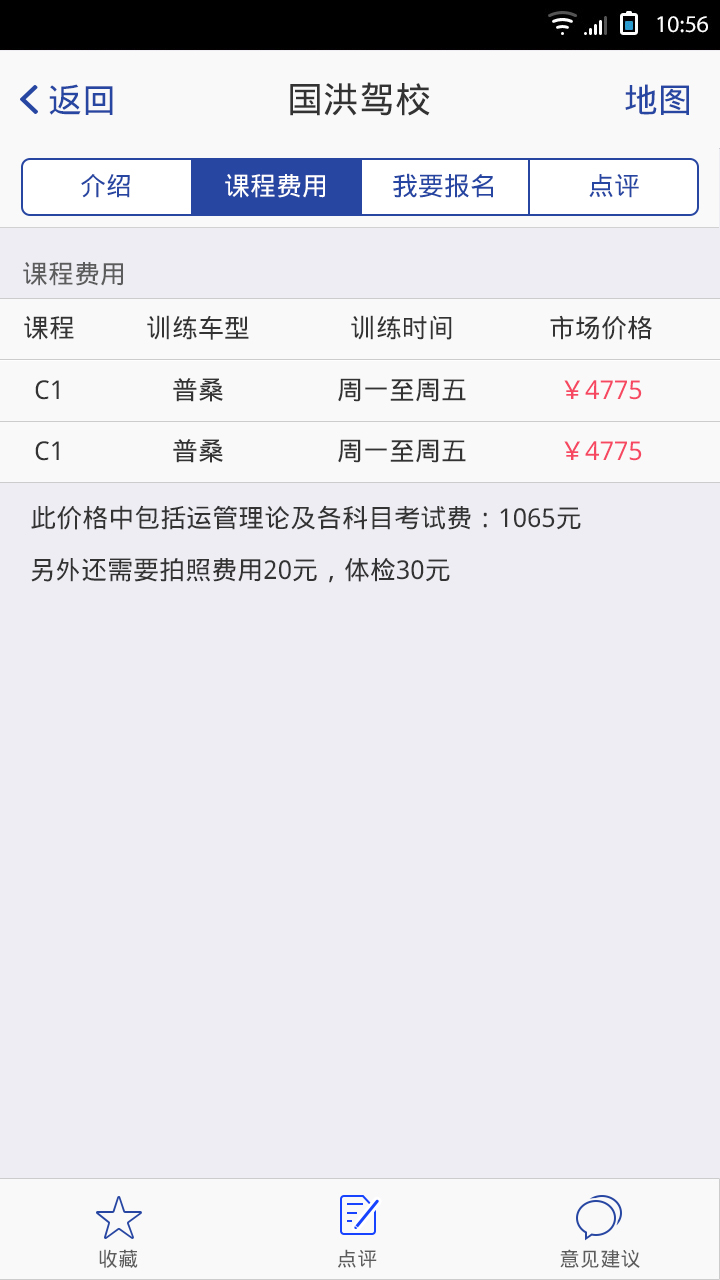 10:56
返回 国洪驾校 地图
介绍 课程费用 我要报名 点评
课程费用
课程 训练车型 训练时间 市场价格
C1 普桑 周一至周五 ￥4775
C1 普桑 周一至周五 ￥4775
此价格中包括运管理论及各科目考试费：1065元
另外还需要拍照费用20元，体检30元
收藏 点评 意见建议